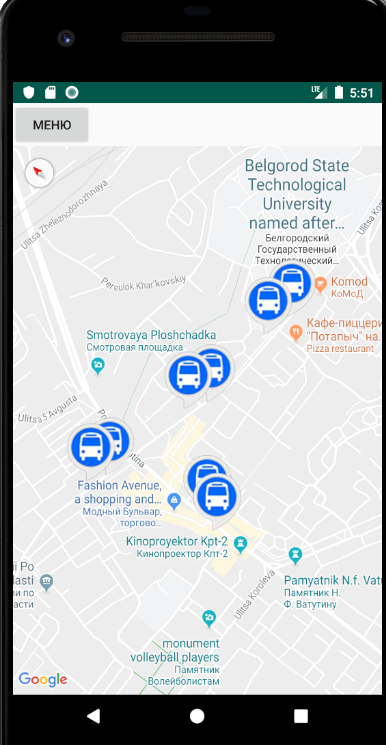 LTE 5:51
МЕНЮ
Belgorod State
Technological
University
named after...
Белгородский
Государственный
Технологический...
Ulitsa Zheleznodorozhnaya
Pereulok Khar'kovskiy
Komod
КоМоД
Кафе-пиццери
"Потапыч" на.
Pizza restaurant
Smotrovaya Ploshchadka
Смотровая площадка
Ulitsa 5 Avgusta
Fashion Avenue,
a shopping and...
Модный Бульвар,
торгово...
Kinoproyektor Kpt-2
Кинопроектор Кпт-2
Pamyatnik N.f. Vatu
Памятник Н.
Ф. Ватутину
Ulitsa Koroleva
monument
volleyball players
Памятник
Волейболистам
Google